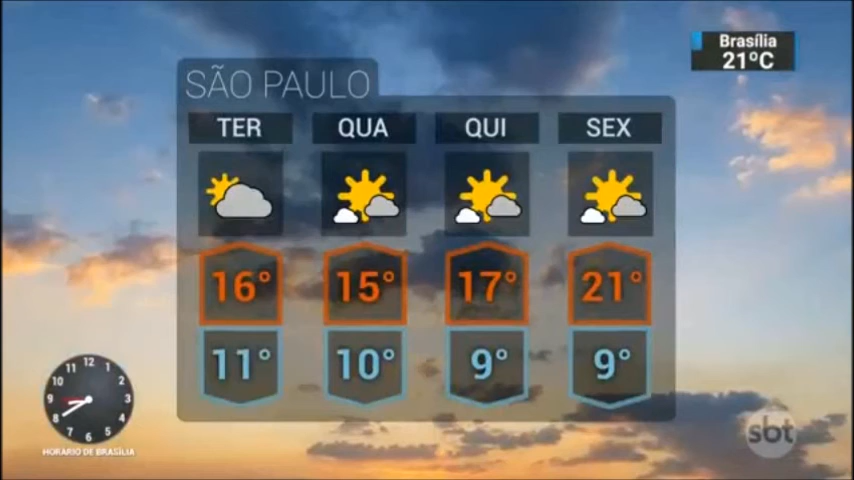 Brasília
21ºC
SÃO PAULO
TER QUA QUI SEX
16° 15° 17° 21°
11° 10° 9° 9°
12
11 1
10 2
9 3
8 4
7 5
6
HORÁRIO DE BRASÍLIA
sbt